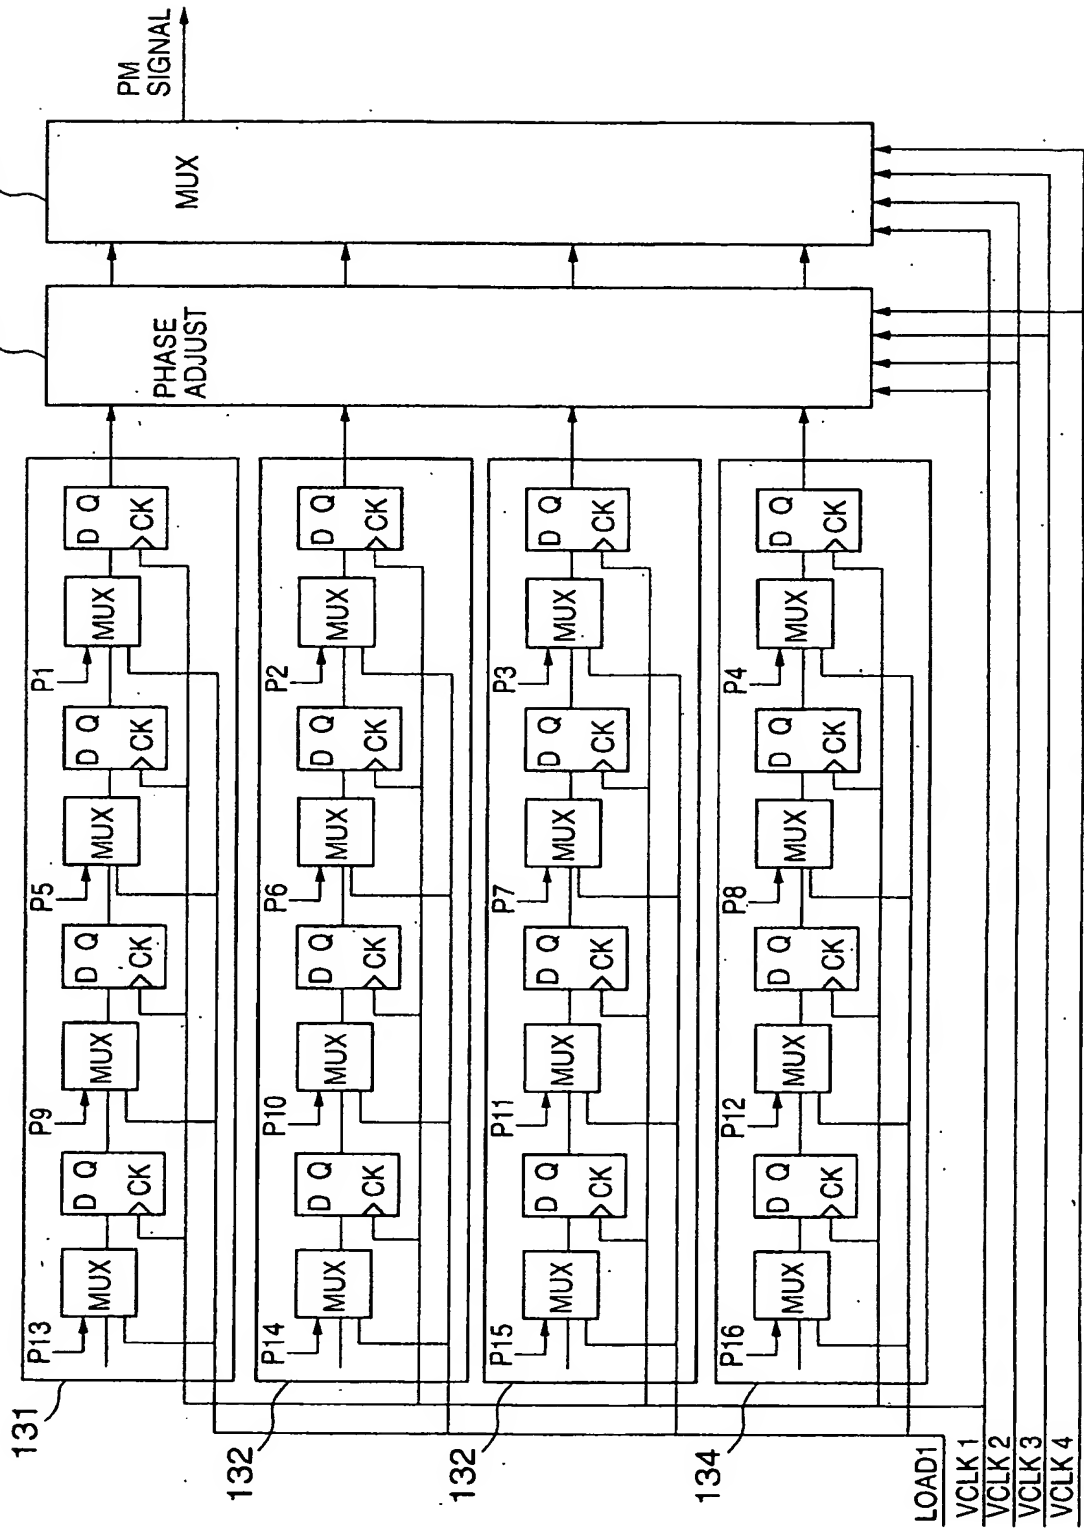 PM
SIGNAL
MUX
PHASE
ADJUST
131
P13
MUX
D Q
CK
P9
MUX
D Q
CK
P5
MUX
D Q
CK
P1
MUX
D Q
CK
132
P14
MUX
D Q
CK
P10
MUX
D Q
CK
P6
MUX
D Q
CK
P2
MUX
D Q
CK
132
P15
MUX
D Q
CK
P11
MUX
D Q
CK
P7
MUX
D Q
CK
P3
MUX
D Q
CK
134
P16
MUX
D Q
CK
P12
MUX
D Q
CK
P8
MUX
D Q
CK
P4
MUX
D Q
CK
LOAD1
VCLK 1
VCLK 2
VCLK 3
VCLK 4